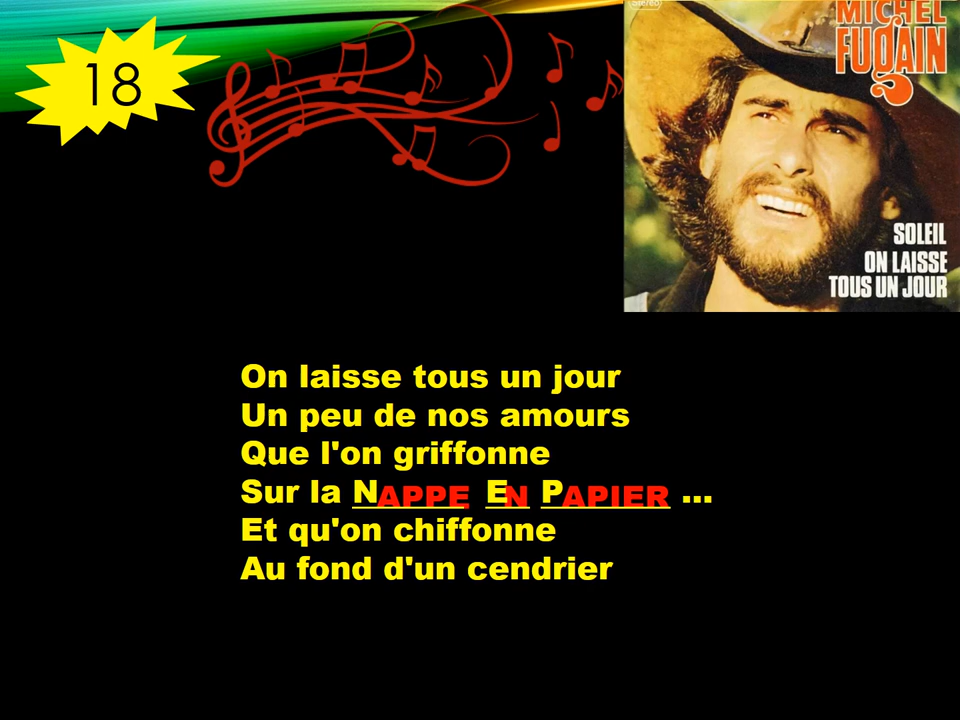 18
Stereo
MICHEL
FUGAIN
SOLEIL
ON LAISSE
TOUS UN JOUR
On laisse tous un jour
Un peu de nos amours
Que l'on griffonne
Sur la NAPPE EN PAPIER ...
Et qu'on chiffonne
Au fond d'un cendrier